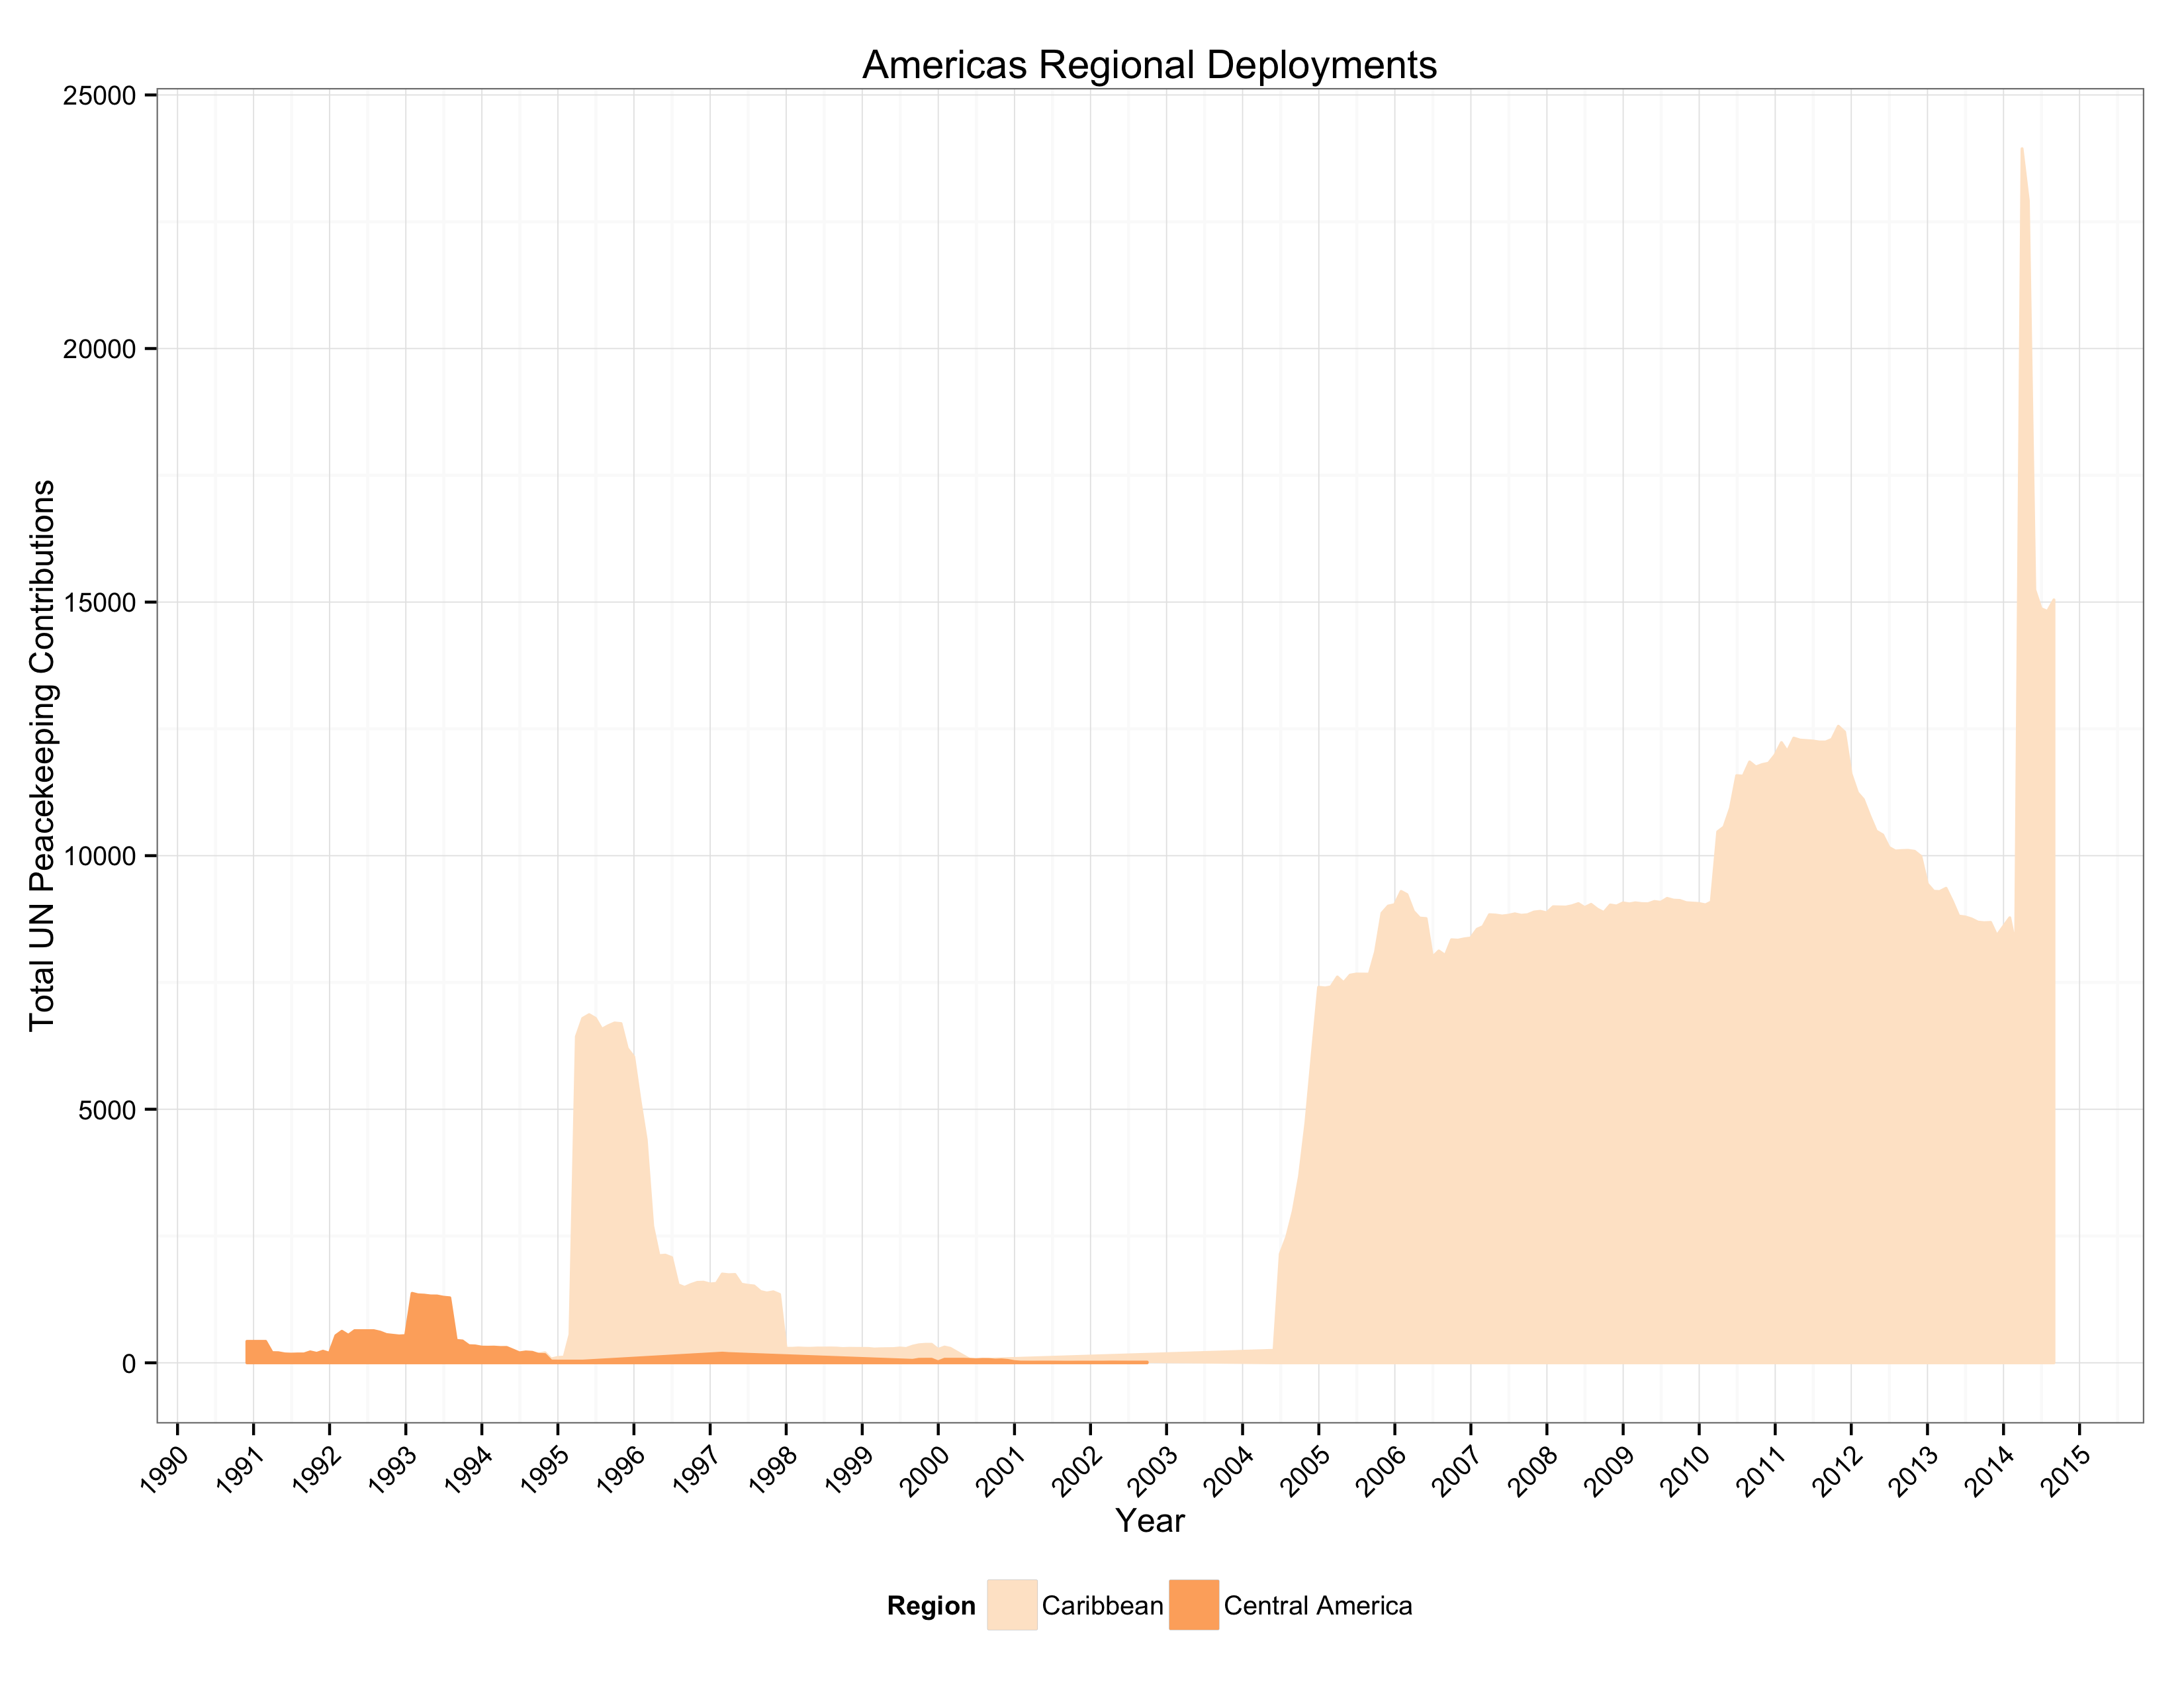 Americas Regional Deployments
Total UN Peacekeeping Contributions
25000
20000
15000
10000
5000
0
1990 1991 1992 1993 1994 1995 1996 1997 1998 1999 2000 2001 2002 2003 2004 2005 2006 2007 2008 2009 2010 2011 2012 2013 2014 2015
Year
Region Caribbean Central America